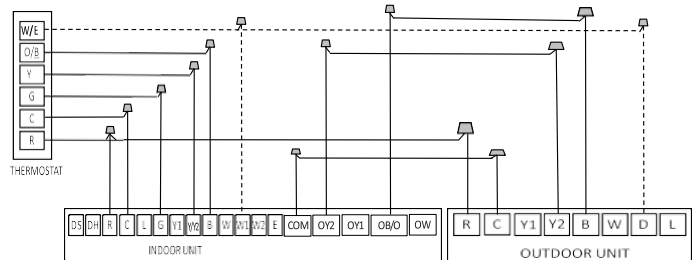 W/E
O/B
Y
G
C
R
THERMOSTAT
DS DH R C L G Y1 Y/Y2 B W W1 W2 E COM OY2 OY1 OB/O OW
INDOOR UNIT
R C Y1 Y2 B W D L
OUTDOOR UNIT